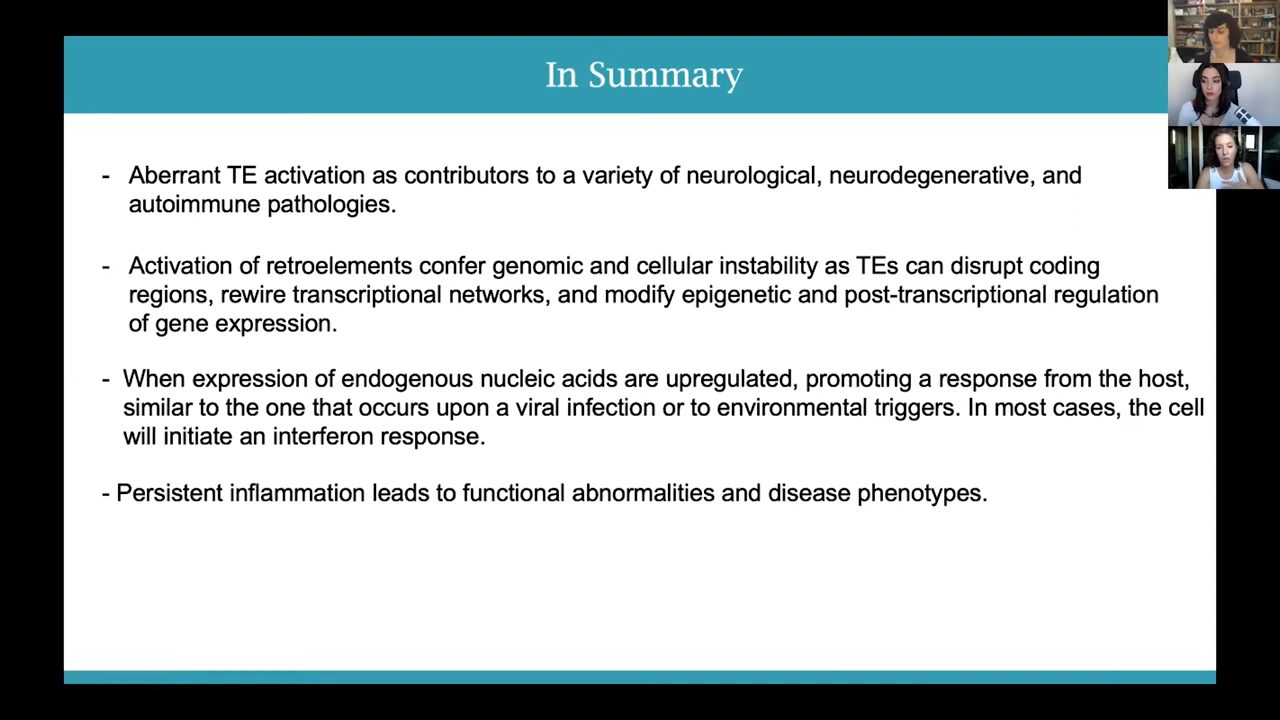 In Summary
- Aberrant TE activation as contributors to a variety of neurological, neurodegenerative, and
autoimmune pathologies.
- Activation of retroelements confer genomic and cellular instability as TEs can disrupt coding
regions, rewire transcriptional networks, and modify epigenetic and post-transcriptional regulation
of gene expression.
- When expression of endogenous nucleic acids are upregulated, promoting a response from the host,
similar to the one that occurs upon a viral infection or to environmental triggers. In most cases, the cell
will initiate an interferon response.
- Persistent inflammation leads to functional abnormalities and disease phenotypes.